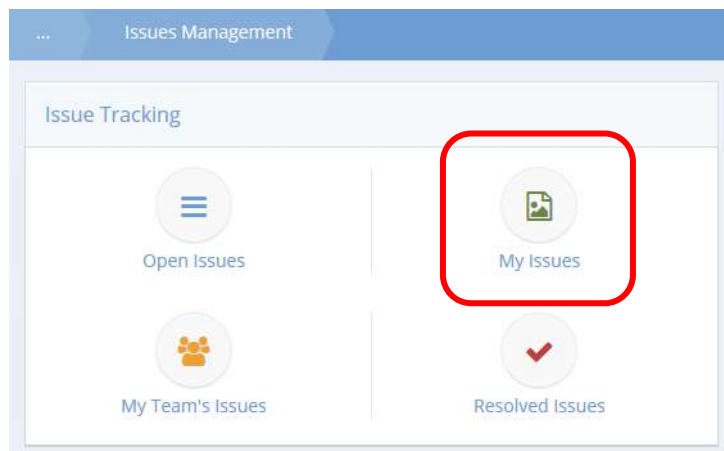 ... Issues Management
Issue Tracking
Open Issues
My Issues
My Team's Issues
Resolved Issues